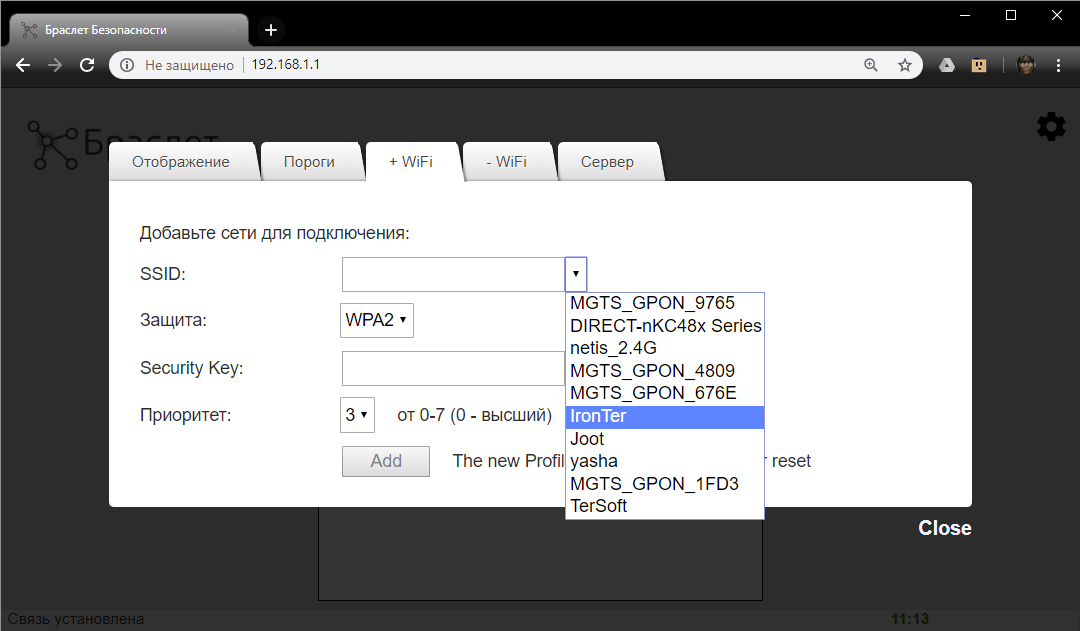 Браслет Безопасности
Не защищено 192.168.1.1
Браслет
Отображение Пороги + WiFi - WiFi Сервер
Добавьте сети для подключения:
SSID:
MGTS_GPON_9765
DIRECT-nKC48x Series
netis_2.4G
MGTS_GPON_4809
MGTS_GPON_676E
IronTer
Joot
yasha
MGTS_GPON_1FD3
TerSoft
Защита: WPA2
Security Key:
Приоритет: 3 от 0-7 (0 - высший)
Add The new Profil reset
Close
Связь установлена 11:13